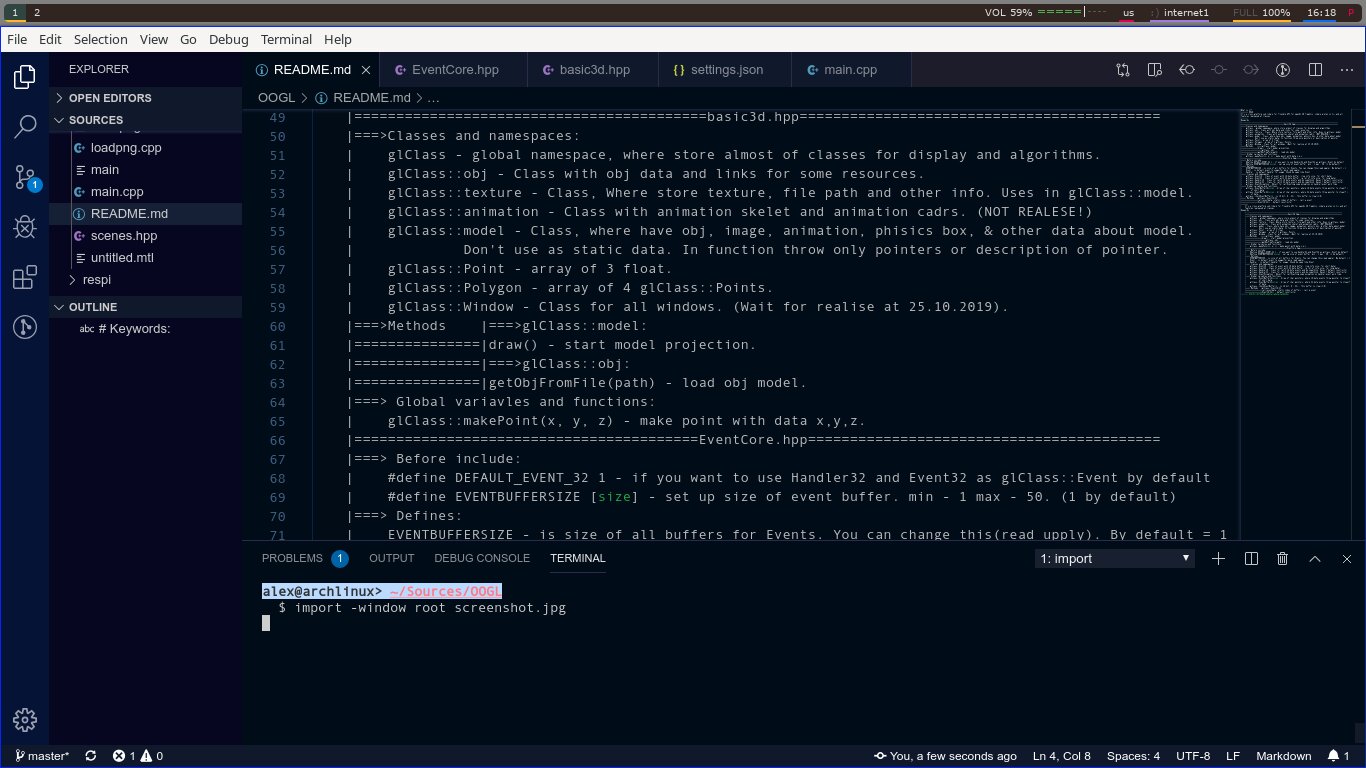 1 2 VOL 59% =====|---- us :) internet1 FULL 100% 16:18 P
File Edit Selection View Go Debug Terminal Help
EXPLORER
OPEN EDITORS
SOURCES
loadpng.cpp
main
main.cpp
README.md
scenes.hpp
untitled.mtl
respi
OUTLINE
abc # Keywords:
1
README.md EventCore.hpp basic3d.hpp {} settings.json main.cpp
OOGL > README.md > ...
49 |==========================================basic3d.hpp===========================================
50 |===>Classes and namespaces:
51 | glClass - global namespace, where store almost of classes for display and algorithms.
52 | glClass::obj - Class with obj data and links for some resources.
53 | glClass::texture - Class, Where store texture, file path and other info. Uses in glClass::model.
54 | glClass::animation - Class with animation skelet and animation cadrs. (NOT REALESE!)
55 | glClass::model - Class, where have obj, image, animation, phisics box, & other data about model.
56 | Don't use as static data. In function throw only pointers or description of pointer.
57 | glClass::Point - array of 3 float.
58 | glClass::Polygon - array of 4 glClass::Points.
59 | glClass::Window - Class for all windows. (Wait for realise at 25.10.2019).
60 |===>Methods |===>glClass::model:
61 |===============|draw() - start model projection.
62 |===============|===>glClass::obj:
63 |===============|getObjFromFile(path) - load obj model.
64 |===> Global variavles and functions:
65 | glClass::makePoint(x, y, z) - make point with data x,y,z.
66 |=========================================EventCore.hpp==========================================
67 |===> Before include:
68 | #define DEFAULT_EVENT_32 1 - if you want to use Handler32 and Event32 as glClass::Event by default
69 | #define EVENTBUFFERSIZE [size] - set up size of event buffer. min - 1 max - 50. (1 by default)
70 |===> Defines:
71 | EVENTBUFFERSIZE - is size of all buffers for Events. You can change this(read upply). By default = 1
PROBLEMS 1 OUTPUT DEBUG CONSOLE TERMINAL 1: import
alex@archlinux> ~/Sources/OOGL
$ import -window root screenshot.jpg
master* 1 0 You, a few seconds ago Ln 4, Col 8 Spaces: 4 UTF-8 LF Markdown 1